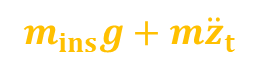 m_ins g + m z̈_t